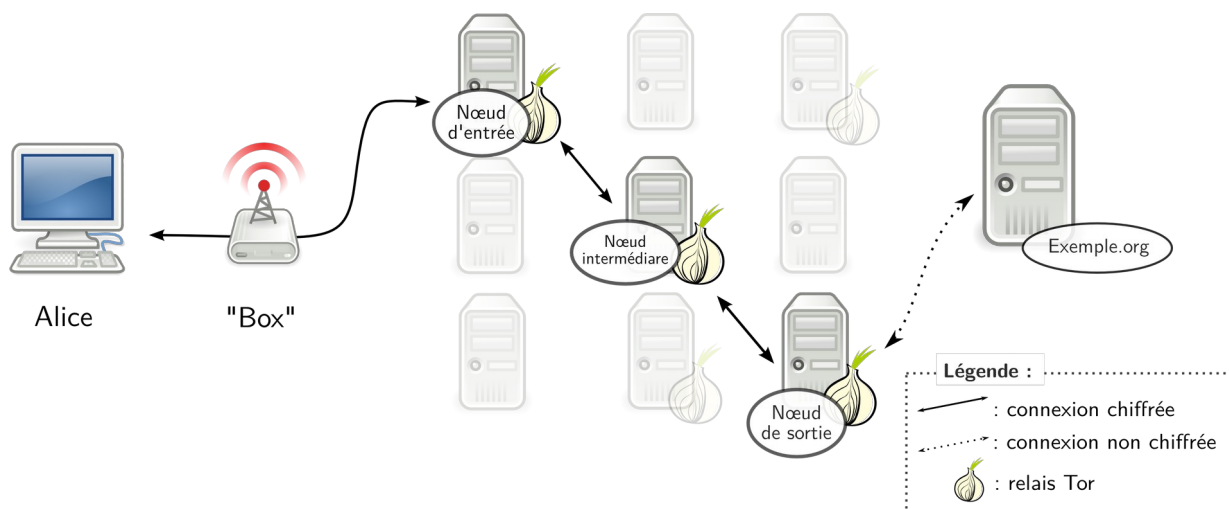 Nœud
d'entrée
Nœud
intermédiare
Exemple.org
Alice
"Box"
Nœud
de sortie
Légende :
: connexion chiffrée
: connexion non chiffrée
: relais Tor